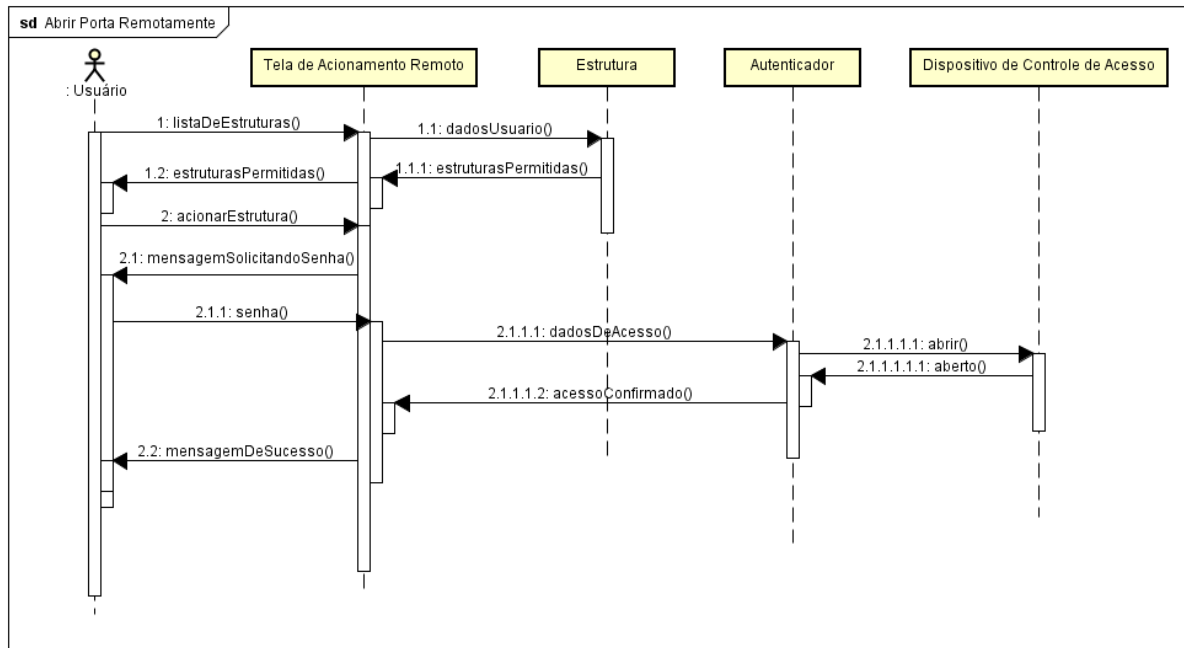 sd Abrir Porta Remotamente
: Usuário
Tela de Acionamento Remoto
Estrutura
Autenticador
Dispositivo de Controle de Acesso
1: listaDeEstruturas()
1.1: dadosUsuario()
1.1.1: estruturasPermitidas()
1.2: estruturasPermitidas()
2: acionarEstrutura()
2.1: mensagemSolicitandoSenha()
2.1.1: senha()
2.1.1.1: dadosDeAcesso()
2.1.1.1.1: abrir()
2.1.1.1.1.1: aberto()
2.1.1.1.2: acessoConfirmado()
2.2: mensagemDeSucesso()